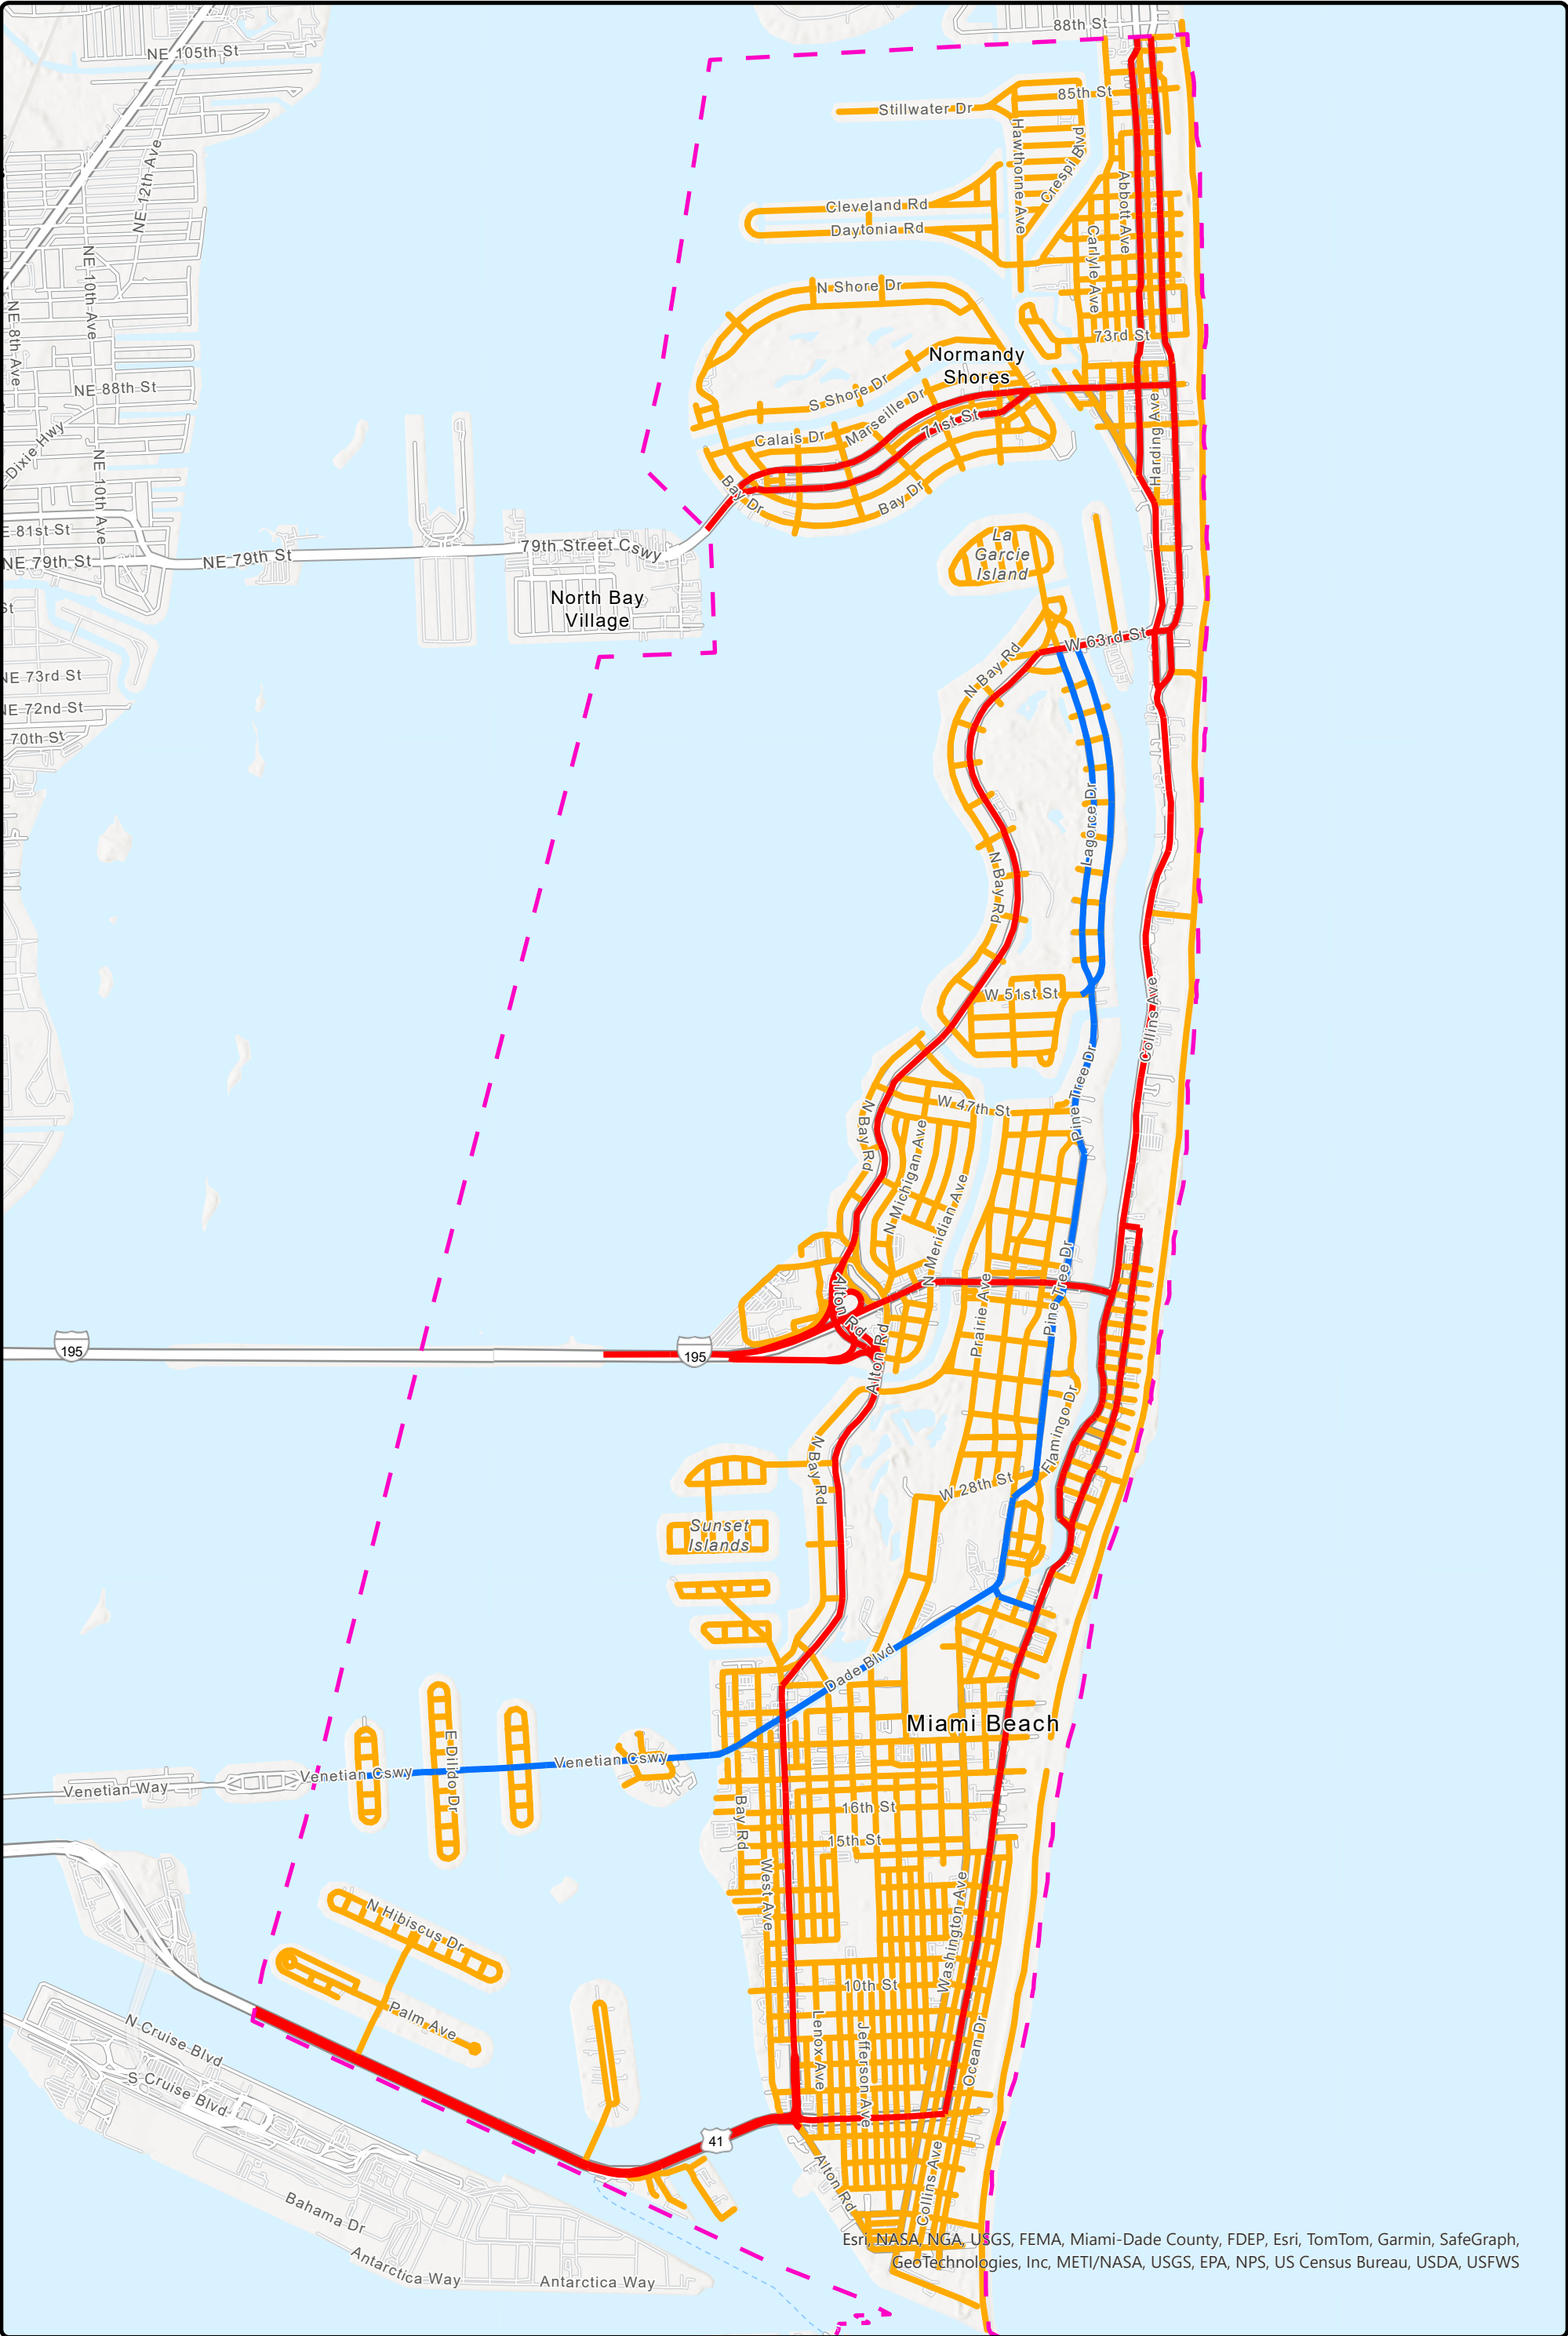 88th St
NE 105th St
85th St
Stillwater Dr
Hawthorne Ave
Crespi Blvd
NE 12th Ave
Abbott Ave
Cleveland Rd
Daytonia Rd
Carlyle Ave
NE 10th Ave
N Shore Dr
NE 8th Ave
73rd St
Normandy
Shores
NE 88th St
S Shore Dr
Marseille Dr
71st St
Harding Ave
Calais Dr
Dixie Hwy
NE 10th Ave
Bay Dr
Bay Dr
E 81st St
NE 79th St
NE 79th St
79th Street Cswy
La
Garcie
Island
North Bay
Village
St
W 63rd St
N Bay Rd
NE 73rd St
NE 72nd St
70th St
Lagorce Dr
N Bay Rd
W 51st St
Collins Ave
Pine Tree Dr
W 47th St
N Bay Rd
N Michigan Ave
N Meridian Ave
Pine Tree Dr
Alton Rd
Prairie Ave
Alton Rd
195
195
Flamingo Dr
N Bay Rd
W 28th St
Sunset
Islands
Dade Blvd
Miami Beach
E Dilido Dr
Venetian Cswy
Venetian Cswy
Venetian Way
Bay Rd
16th St
15th St
West Ave
Washington Ave
N Hibiscus Dr
10th St
Palm Ave
Lenox Ave
Jefferson Ave
Ocean Dr
N Cruise Blvd
S Cruise Blvd
41
Alton Rd
Collins Ave
Bahama Dr
Antarctica Way
Antarctica Way
Esri, NASA, NGA, USGS, FEMA, Miami-Dade County, FDEP, Esri, TomTom, Garmin, SafeGraph,
GeoTechnologies, Inc, METI/NASA, USGS, EPA, NPS, US Census Bureau, USDA, USFWS